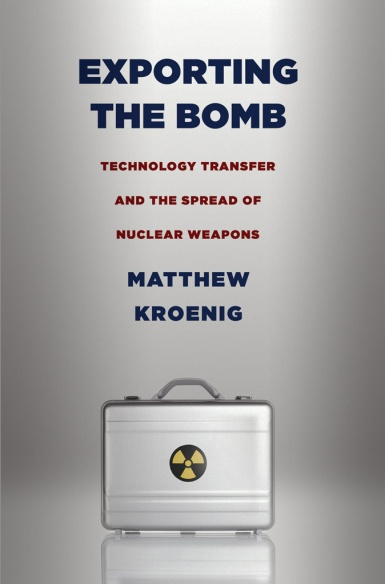 EXPORTING
THE BOMB
TECHNOLOGY TRANSFER
AND THE SPREAD OF
NUCLEAR WEAPONS
MATTHEW
KROENIG